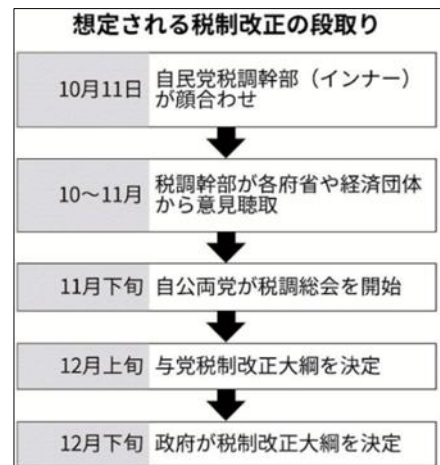 想定される税制改正の段取り
10月11日
自民党税調幹部（インナー）
が顔合わせ
10〜11月
税調幹部が各府省や経済団体
から意見聴取
11月下旬
自公両党が税調総会を開始
12月上旬
与党税制改正大綱を決定
12月下旬
政府が税制改正大綱を決定